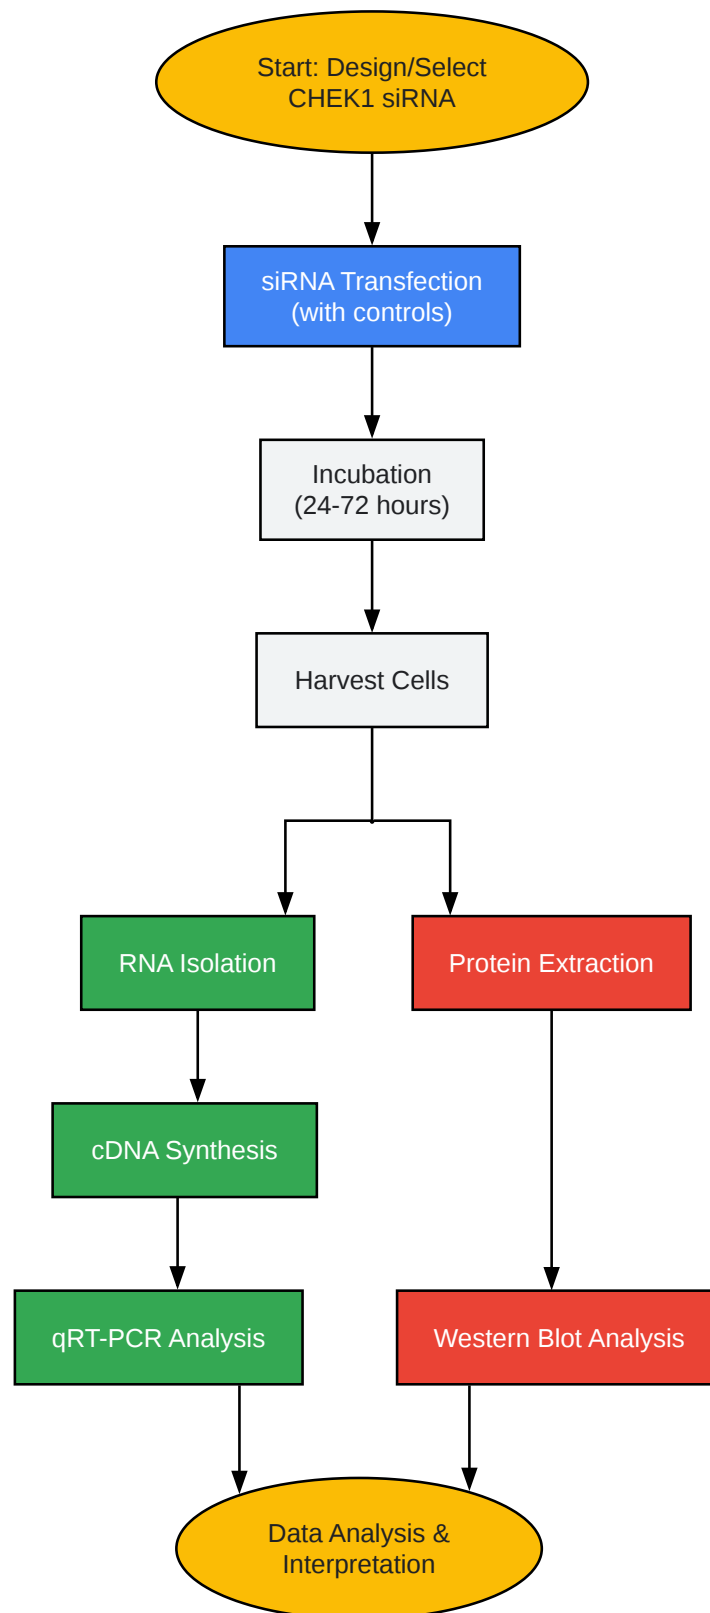 Start: Design/Select
CHEK1 siRNA
siRNA Transfection
(with controls)
Incubation
(24-72 hours)
Harvest Cells
RNA Isolation
Protein Extraction
cDNA Synthesis
qRT-PCR Analysis
Western Blot Analysis
Data Analysis &
Interpretation